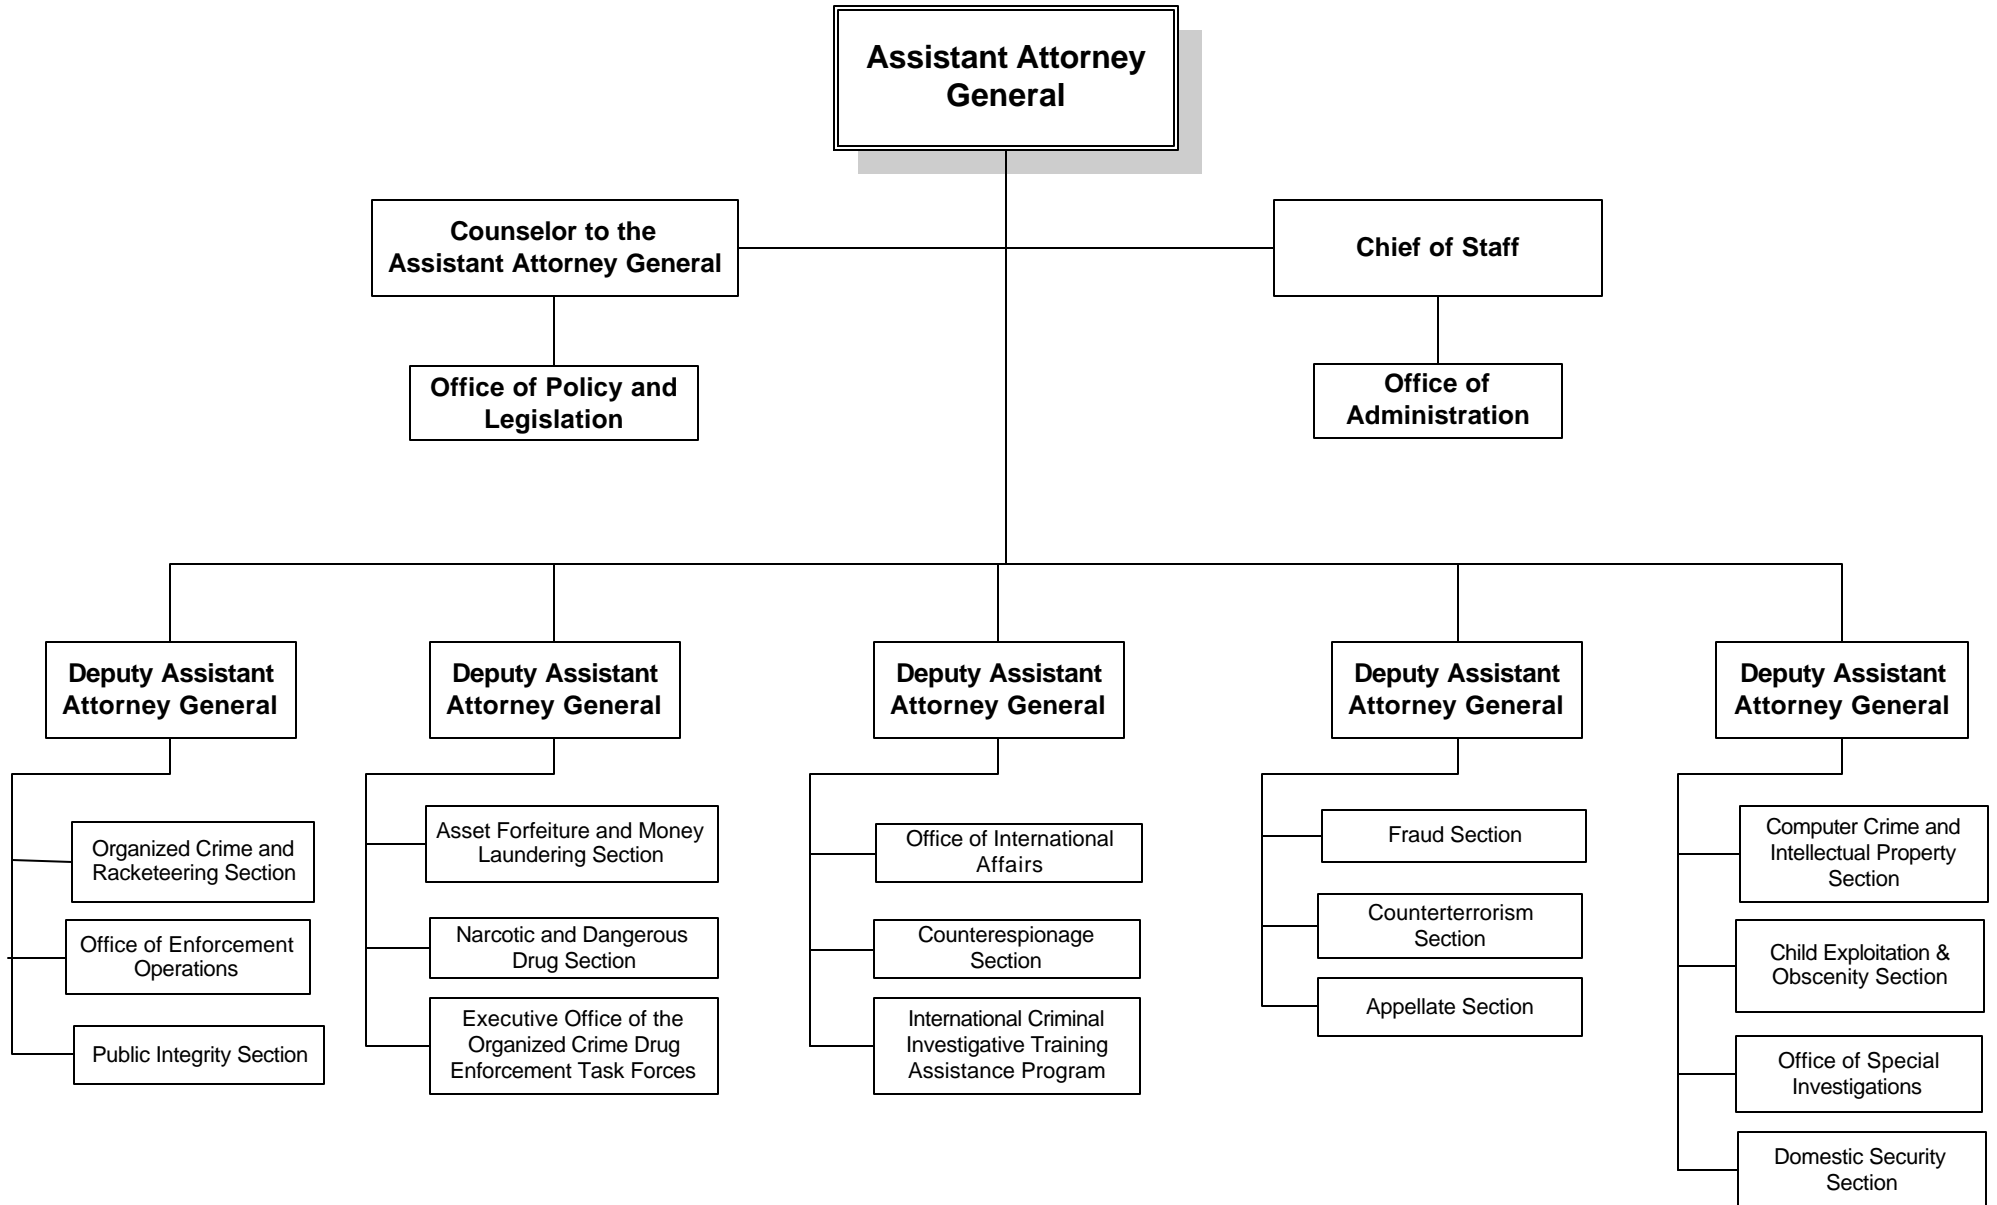 Assistant Attorney
General
Counselor to the
Assistant Attorney General
Chief of Staff
Office of Policy and
Legislation
Office of
Administration
Deputy Assistant
Attorney General
Deputy Assistant
Attorney General
Deputy Assistant
Attorney General
Deputy Assistant
Attorney General
Deputy Assistant
Attorney General
Organized Crime and
Racketeering Section
Office of Enforcement
Operations
Public Integrity Section
Asset Forfeiture and Money
Laundering Section
Narcotic and Dangerous
Drug Section
Executive Office of the
Organized Crime Drug
Enforcement Task Forces
Office of International
Affairs
Counterespionage
Section
International Criminal
Investigative Training
Assistance Program
Fraud Section
Counterterrorism
Section
Appellate Section
Computer Crime and
Intellectual Property
Section
Child Exploitation &
Obscenity Section
Office of Special
Investigations
Domestic Security
Section